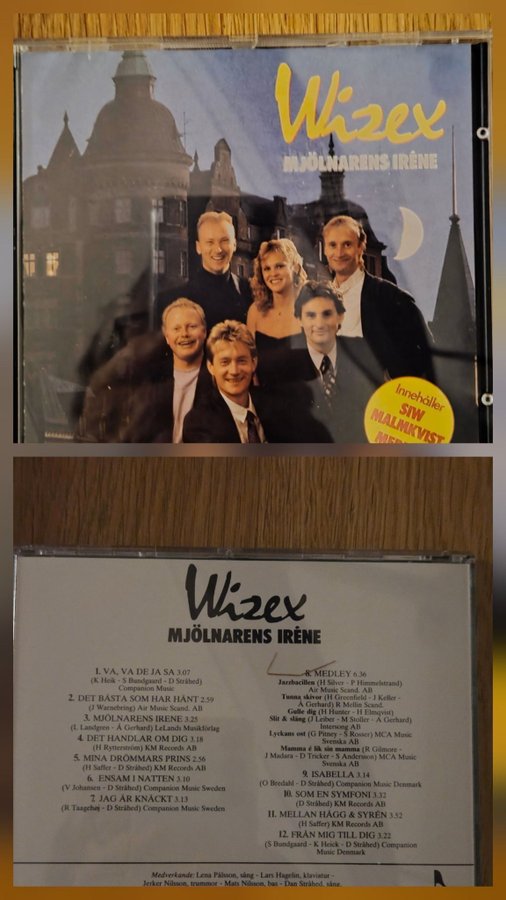 Wizex
MJÖLNARENS IRÊNE
Innehåller
SIW
MALMKVIST
Wizex
MJÖLNARENS IRÊNE
1. VA, VA DE JA SA 3.07
(K Heik - S Bundgaard - D Stråhed)
Companion Music
2. DET BÄSTA SOM HAR HÄNT 2.59
(J Warnebring) Air Music Scand. AB
3. MJÖLNARENS IRENE 3.25
(L Landgren - Å Gerhard) LeLands Musikförlag
4. DET HANDLAR OM DIG 3.18
(H Rytterström) KM Records AB
5. MINA DRÖMMARS PRINS 2.56
(H Saffer - D Stråhed) KM Records AB
6. ENSAM I NATTEN 3.10
(V Johansen - D Stråhed) Companion Music Sweden
7. JAG ÄR KNÄCKT 3.13
(R Taagehøj - D Stråhed) Companion Music Sweden
8. MEDLEY 6.36
Jazzbacillen (H Silver - P Himmelstrand)
Air Music Scand. AB
Tunna skivor (H Greenfield - J Keller -
Å Gerhard) R Mellin Scand.
Gulle dig (H Hunter - H Elmqvist)
Slit & släng (J Leiber - M Stoller - Å Gerhard)
Intersong AB
Lyckans ost (G Pitney - S Rosser) MCA Music
Svenska AB
Mamma é lik sin mamma (R Gilmore -
J Madara - D Tricker - S Anderson) MCA Music
Svenska AB
9. ISABELLA 3.14
(O Bredahl - D Stråhed) Companion Music Denmark
10. SOM EN SYMFONI 3.32
(D Stråhed) KM Records AB
11. MELLAN HÄGG & SYRÉN 3.52
(H Saffer) KM Records AB
12. FRÅN MIG TILL DIG 3.22
(S Bundgaard - K Heick - D Stråhed) Companion
Music Denmark
Medverkande: Lena Pålsson, sång - Lars Hagelin, klaviatur -
Jerker Nilsson, trummor - Mats Nilsson, bas - Dan Stråhed, sång,